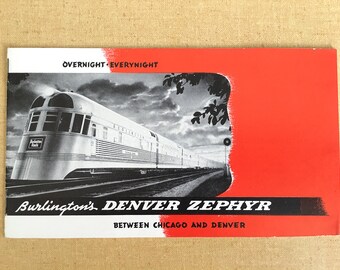 OVERNIGHT · EVERYNIGHT
Burlington's DENVER ZEPHYR
BETWEEN CHICAGO AND DENVER